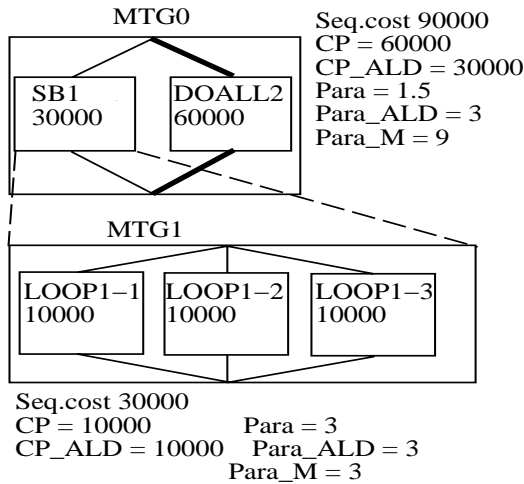 MTG0
Seq.cost 90000
CP = 60000
CP_ALD = 30000
Para = 1.5
Para_ALD = 3
Para_M = 9
SB1
30000
DOALL2
60000
MTG1
LOOP1−1
10000
LOOP1−2
10000
LOOP1−3
10000
Seq.cost 30000
CP = 10000 Para = 3
CP_ALD = 10000 Para_ALD = 3
Para_M = 3